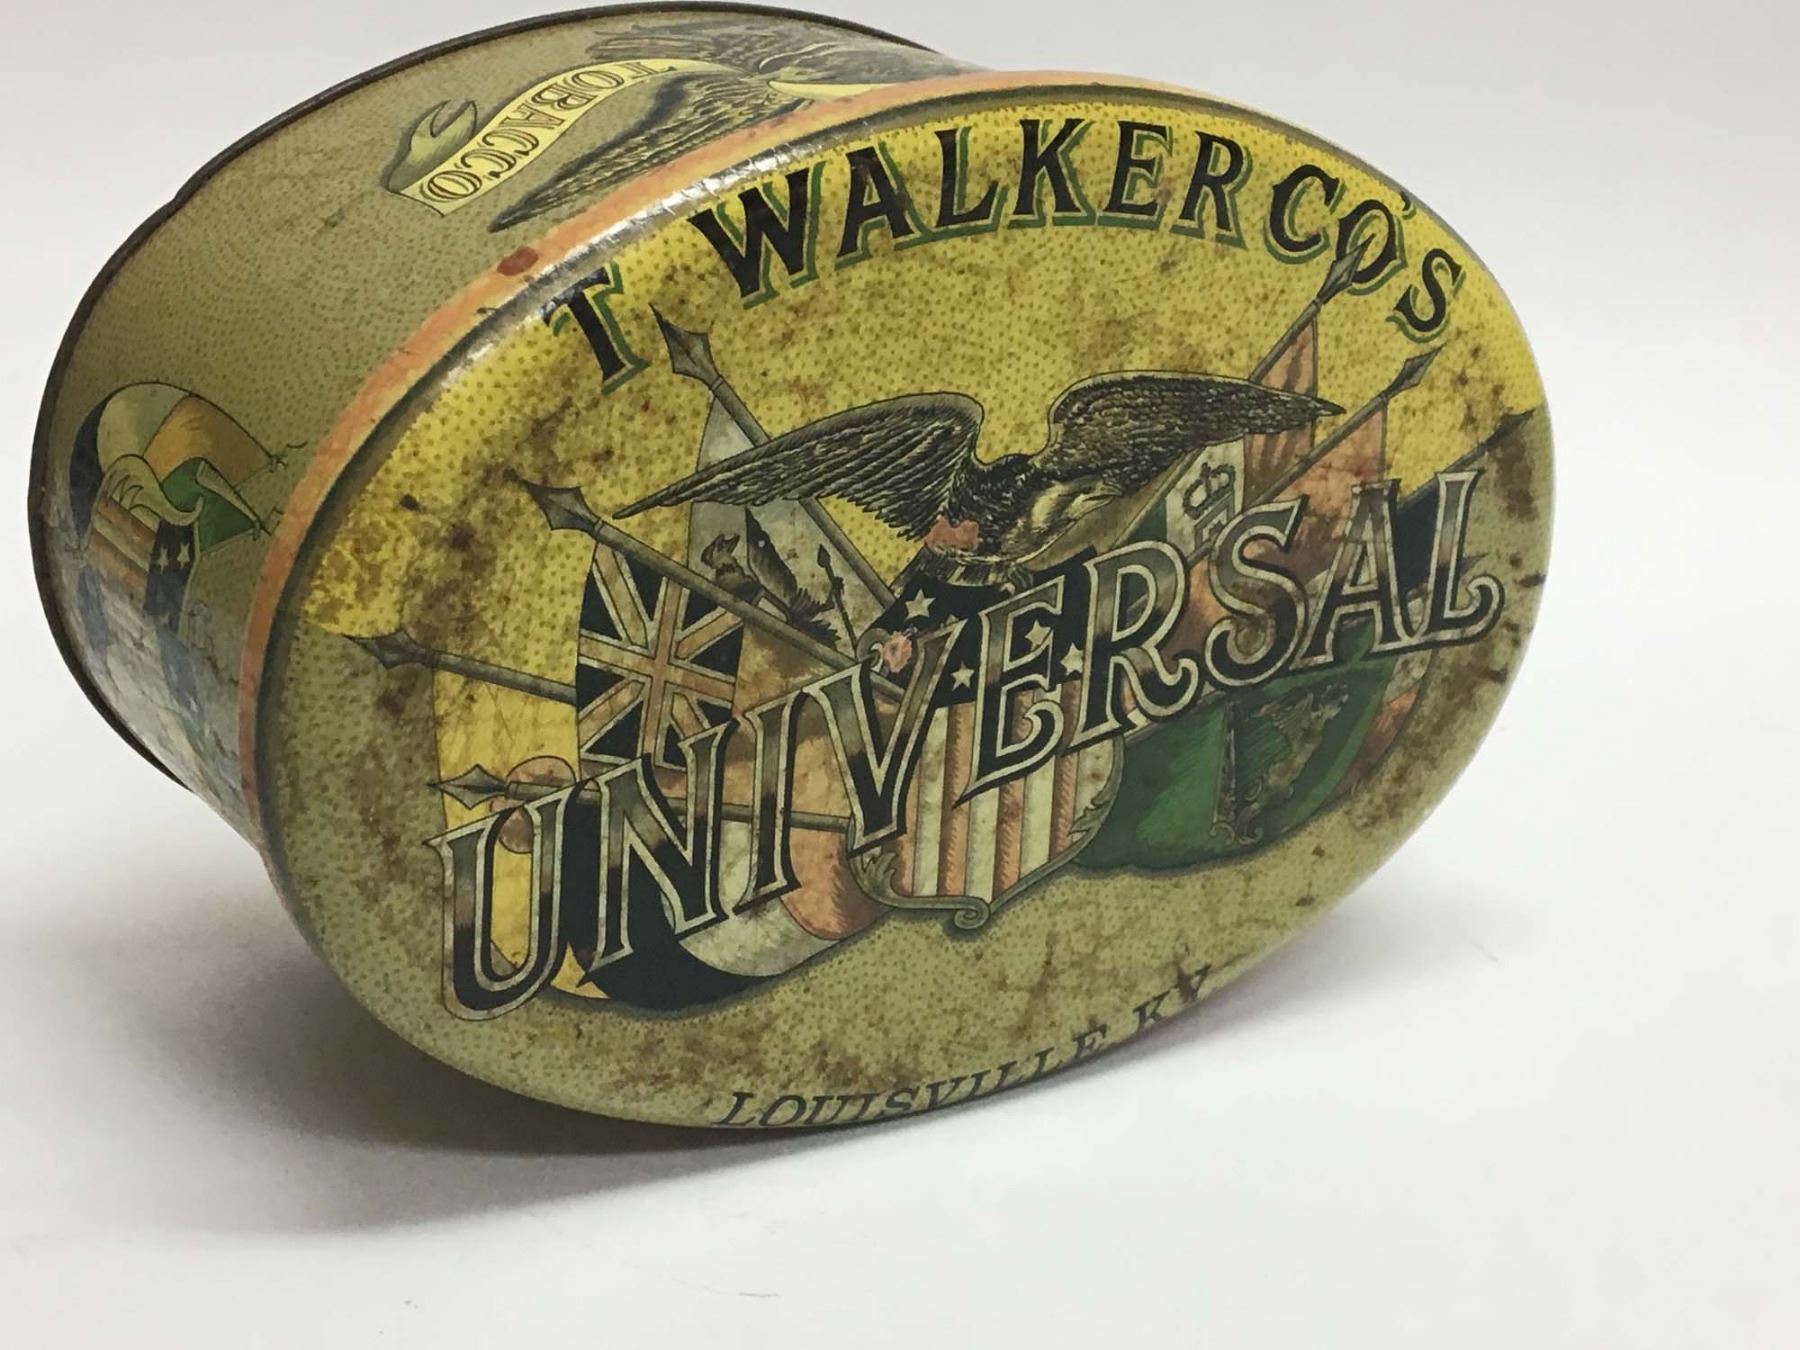 TOBACCO
T WALKER CO'S
UNIVERSAL
LOUISVILLE KY